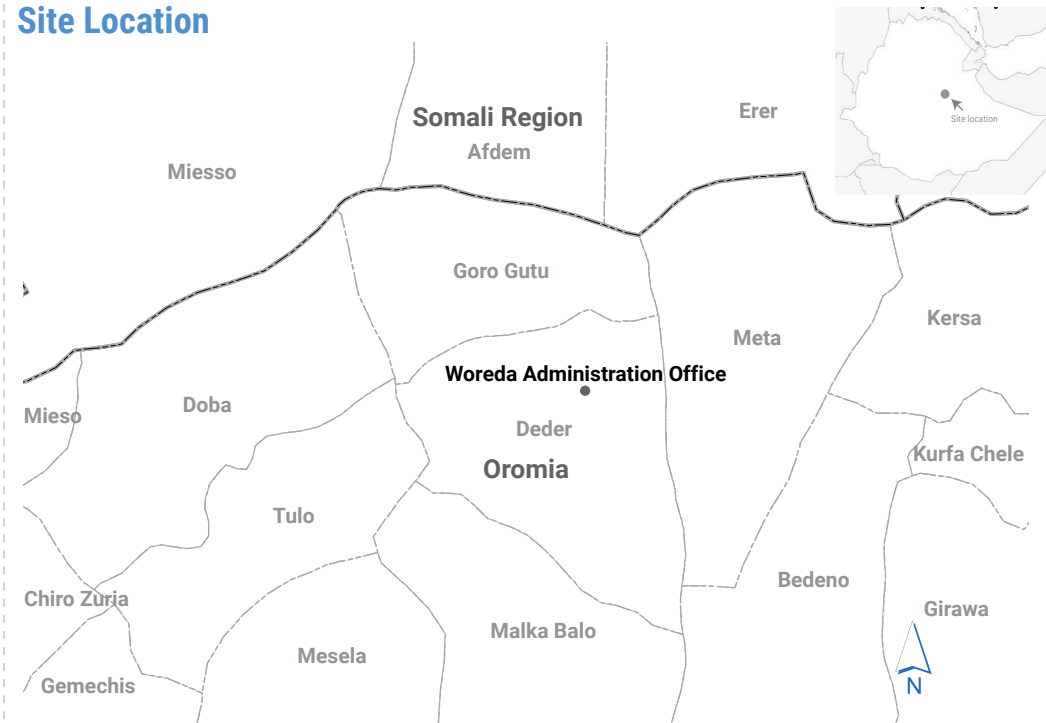 Site Location
Site location
Somali Region
Erer
Afdem
Miesso
Goro Gutu
Kersa
Meta
Woreda Administration Office
Doba
Mieso
Deder
Kurfa Chele
Oromia
Tulo
Bedeno
Chiro Zuria
Girawa
Malka Balo
Mesela
Gemechis
N